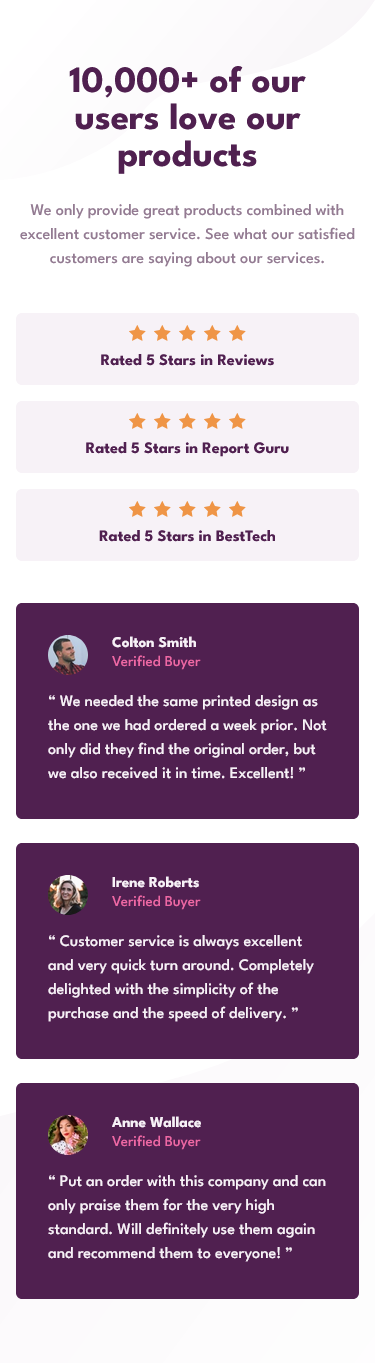 10,000+ of our
users love our
products
We only provide great products combined with
excellent customer service. See what our satisfied
customers are saying about our services.
Rated 5 Stars in Reviews
Rated 5 Stars in Report Guru
Rated 5 Stars in BestTech
Colton Smith
Verified Buyer
“ We needed the same printed design as
the one we had ordered a week prior. Not
only did they find the original order, but
we also received it in time. Excellent! ”
Irene Roberts
Verified Buyer
“ Customer service is always excellent
and very quick turn around. Completely
delighted with the simplicity of the
purchase and the speed of delivery. ”
Anne Wallace
Verified Buyer
“ Put an order with this company and can
only praise them for the very high
standard. Will definitely use them again
and recommend them to everyone! ”